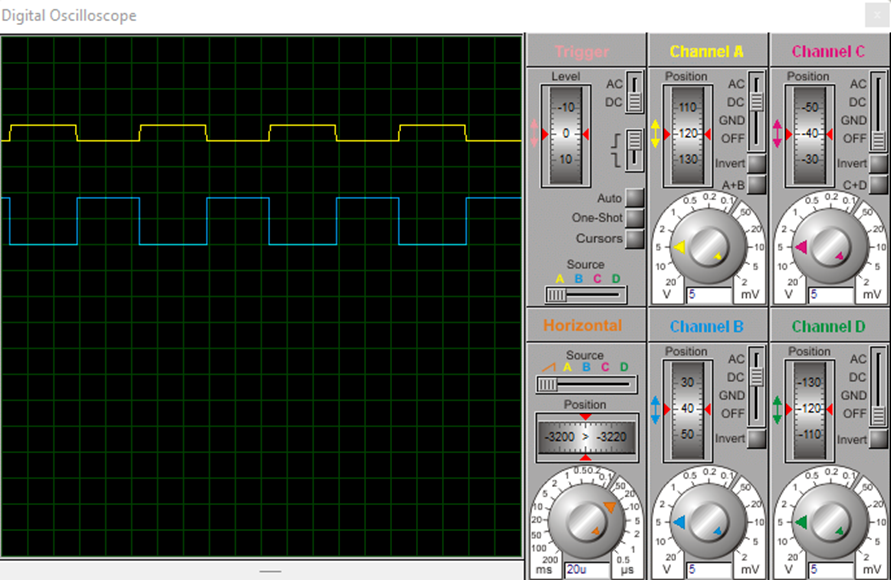 Digital Oscilloscope
x
Trigger
Level
-10
0
10
AC
DC
Auto
One-Shot
Cursors
Source
A B C D
Channel A
Position
110
120
130
AC
DC
GND
OFF
Invert
A+B
0.5 0.2 0.1
1 50
2 20
5 10
10 5
20 2
V 5 mV
Channel C
Position
-50
-40
-30
AC
DC
GND
OFF
Invert
C+D
0.5 0.2 0.1
1 50
2 20
5 10
10 5
20 2
V 5 mV
Horizontal
Source
A B C D
Position
-3200 > -3220
1 0.5 0.2
2
5 50
10 20
20 10
50 5
100 2
200 1
0.5
ms 20u µs
Channel B
Position
30
40
50
AC
DC
GND
OFF
Invert
0.5 0.2 0.1
1 50
2 20
5 10
10 5
20 2
V 5 mV
Channel D
Position
-130
-120
-110
AC
DC
GND
OFF
Invert
0.5 0.2 0.1
1 50
2 20
5 10
10 5
20 2
V 5 mV